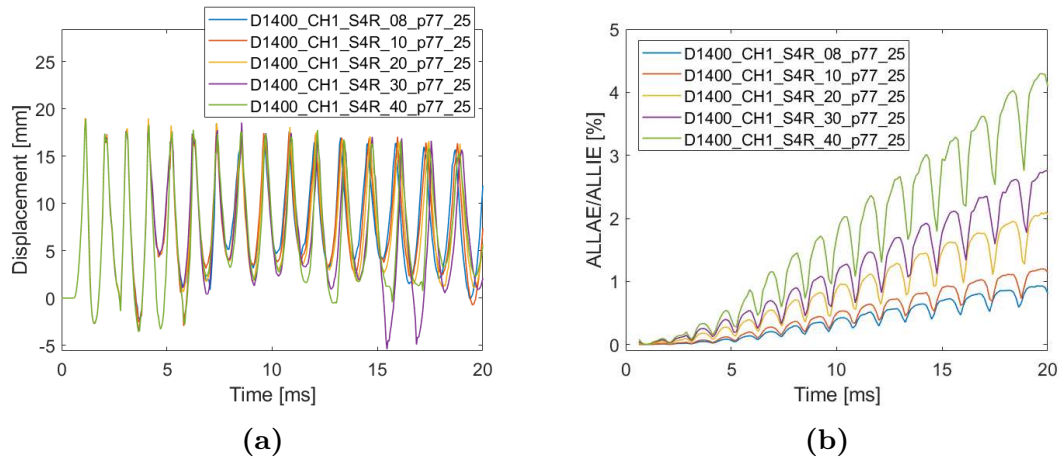 D1400_CH1_S4R_08_p77_25
D1400_CH1_S4R_10_p77_25
D1400_CH1_S4R_20_p77_25
D1400_CH1_S4R_30_p77_25
D1400_CH1_S4R_40_p77_25
25
20
15
10
5
0
-5
Displacement [mm]
0 5 10 15 20
Time [ms]
(a)
D1400_CH1_S4R_08_p77_25
D1400_CH1_S4R_10_p77_25
D1400_CH1_S4R_20_p77_25
D1400_CH1_S4R_30_p77_25
D1400_CH1_S4R_40_p77_25
5
4
3
2
1
0
ALLAE/ALLIE [%]
0 5 10 15 20
Time [ms]
(b)